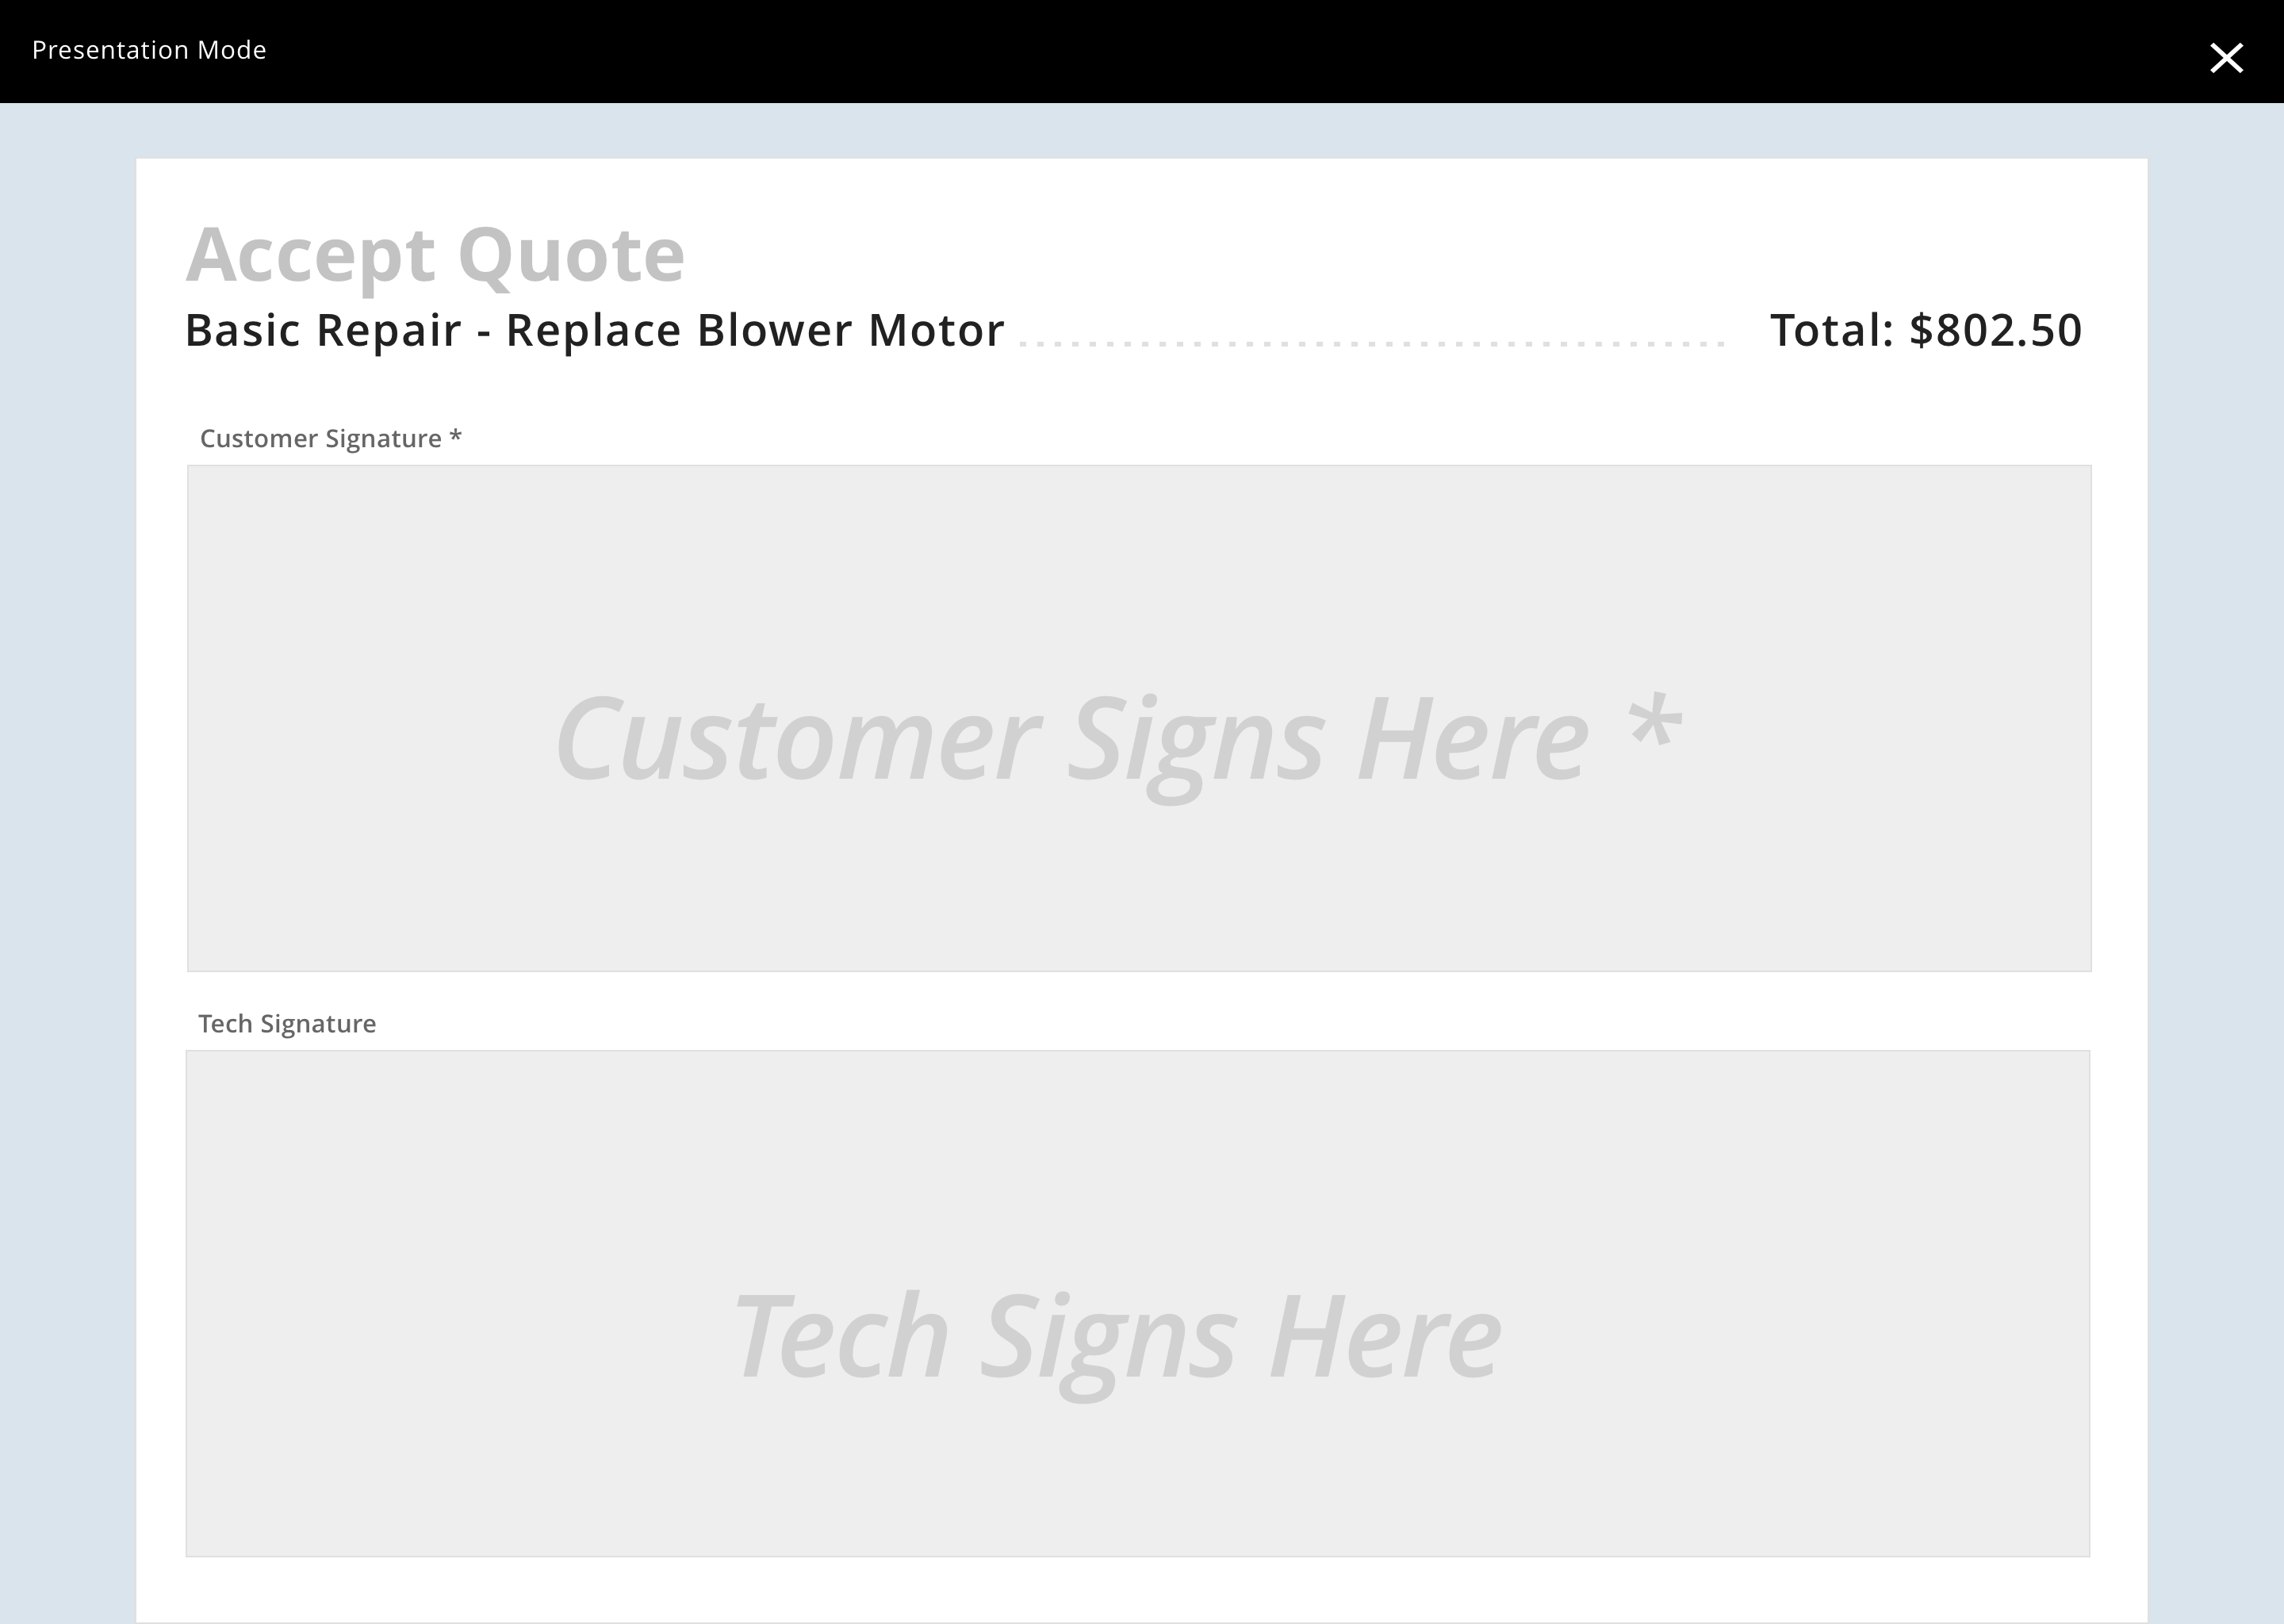 Presentation Mode
Accept Quote
Basic Repair - Replace Blower Motor Total: $802.50
Customer Signature *
Customer Signs Here *
Tech Signature
Tech Signs Here